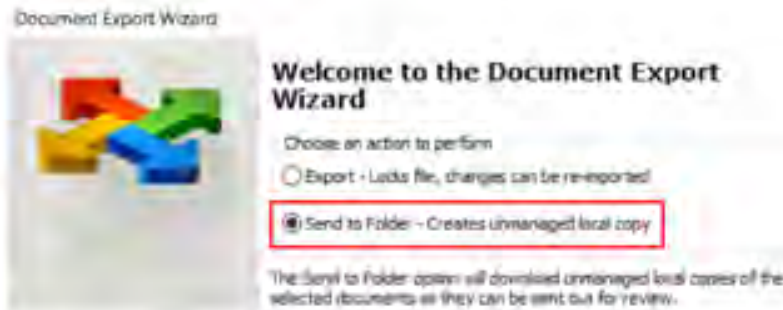 Document Export Wizard
Welcome to the Document Export
Wizard
Choose an action to perform
Export - Locks file, changes can be re-imported
Send to Folder - Creates unmanaged local copy
The Send to Folder option will download unmanaged local copies of the
selected documents so they can be sent out for review.